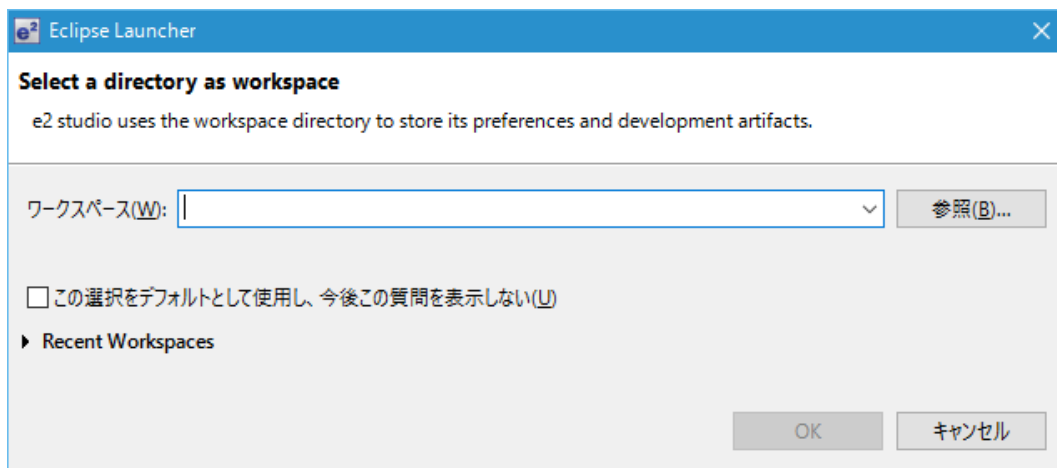 e² Eclipse Launcher
Select a directory as workspace
e2 studio uses the workspace directory to store its preferences and development artifacts.
ワークスペース(W): 参照(B)...
この選択をデフォルトとして使用し、今後この質問を表示しない(U)
Recent Workspaces
OK キャンセル